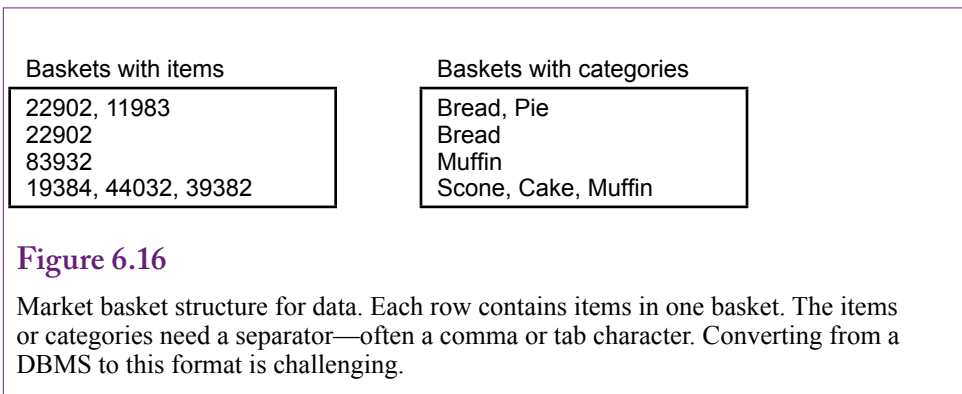 Baskets with items
22902, 11983
22902
83932
19384, 44032, 39382
Baskets with categories
Bread, Pie
Bread
Muffin
Scone, Cake, Muffin
Figure 6.16
Market basket structure for data. Each row contains items in one basket. The items
or categories need a separator—often a comma or tab character. Converting from a
DBMS to this format is challenging.